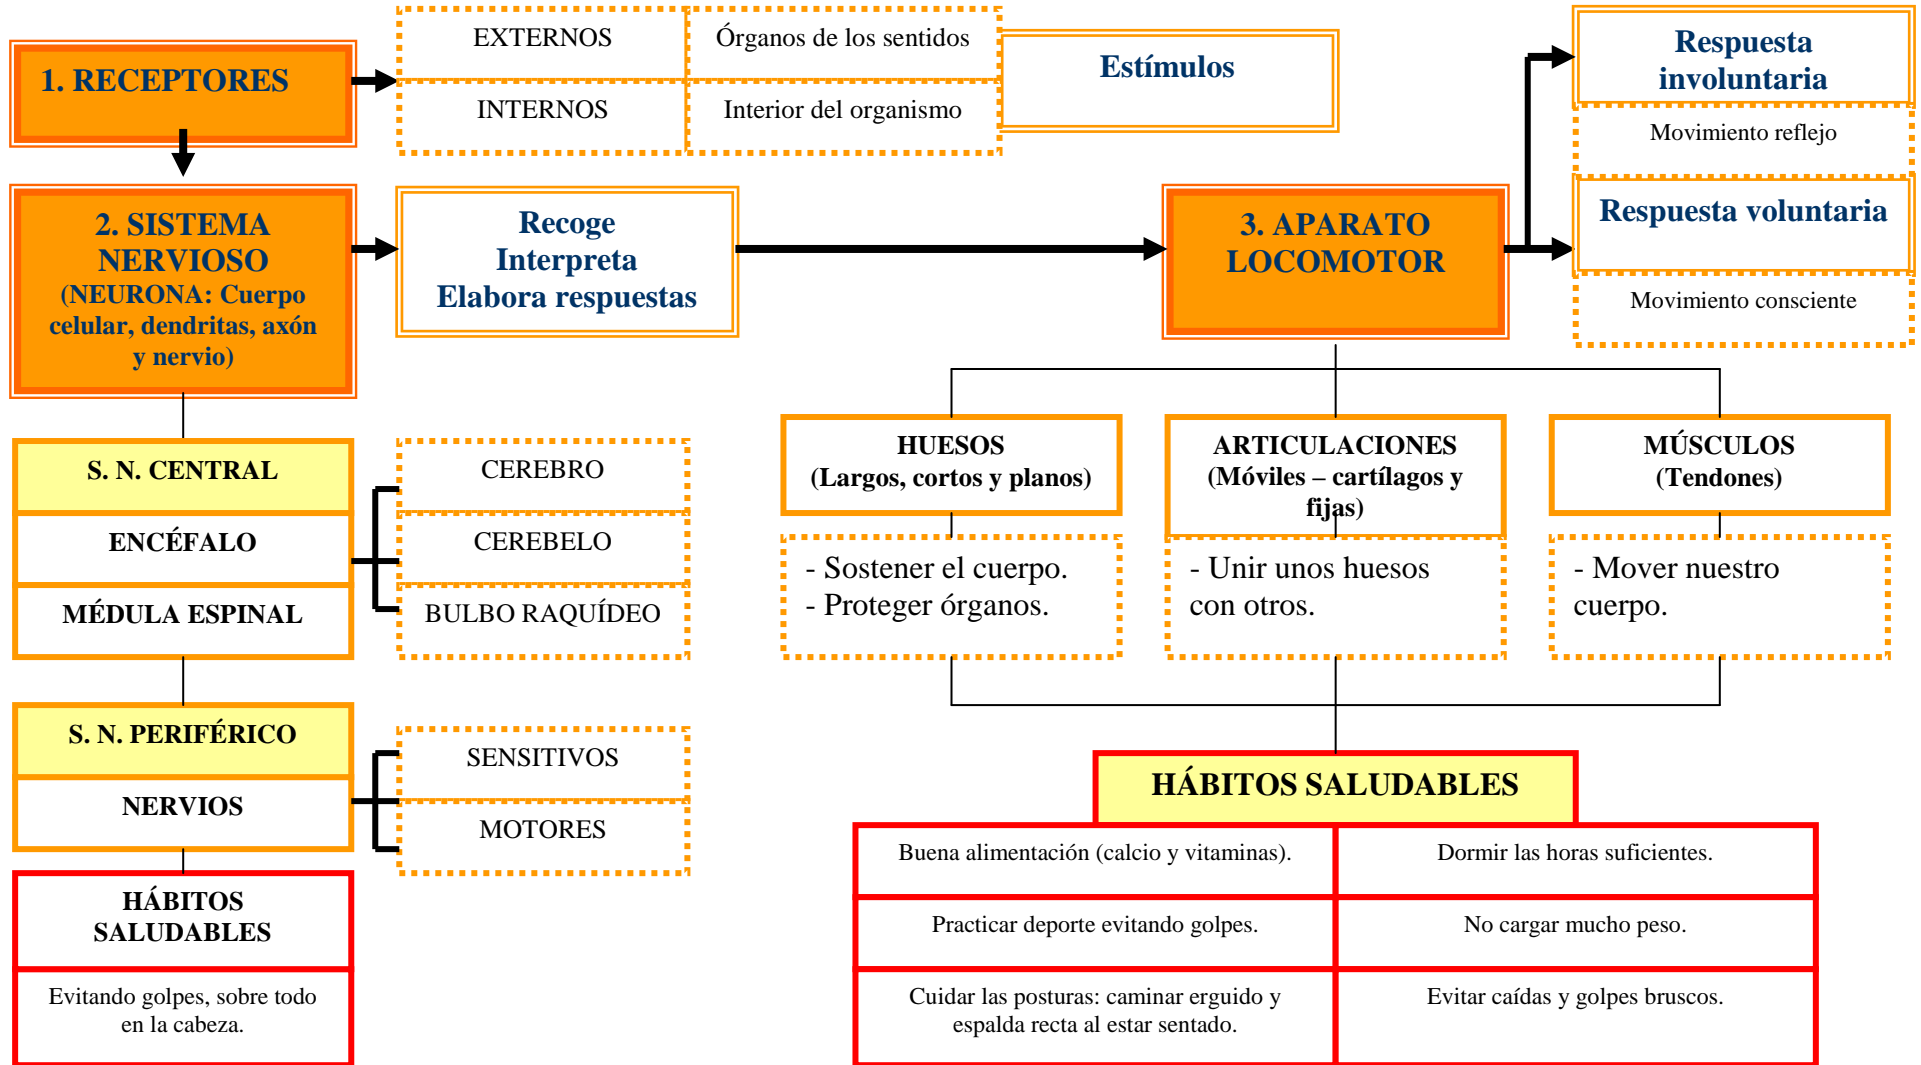 1. RECEPTORES
EXTERNOS
Órganos de los sentidos
INTERNOS
Interior del organismo
Estímulos
Respuesta
involuntaria
Movimiento reflejo
Respuesta voluntaria
Movimiento consciente
2. SISTEMA
NERVIOSO
(NEURONA: Cuerpo
celular, dendritas, axón
y nervio)
Recoge
Interpreta
Elabora respuestas
3. APARATO
LOCOMOTOR
S. N. CENTRAL
ENCÉFALO
MÉDULA ESPINAL
CEREBRO
CEREBELO
BULBO RAQUÍDEO
S. N. PERIFÉRICO
NERVIOS
SENSITIVOS
MOTORES
HÁBITOS
SALUDABLES
Evitando golpes, sobre todo
en la cabeza.
HUESOS
(Largos, cortos y planos)
- Sostener el cuerpo.
- Proteger órganos.
ARTICULACIONES
(Móviles – cartílagos y
fijas)
- Unir unos huesos
con otros.
MÚSCULOS
(Tendones)
- Mover nuestro
cuerpo.
HÁBITOS SALUDABLES
Buena alimentación (calcio y vitaminas).
Dormir las horas suficientes.
Practicar deporte evitando golpes.
No cargar mucho peso.
Cuidar las posturas: caminar erguido y
espalda recta al estar sentado.
Evitar caídas y golpes bruscos.